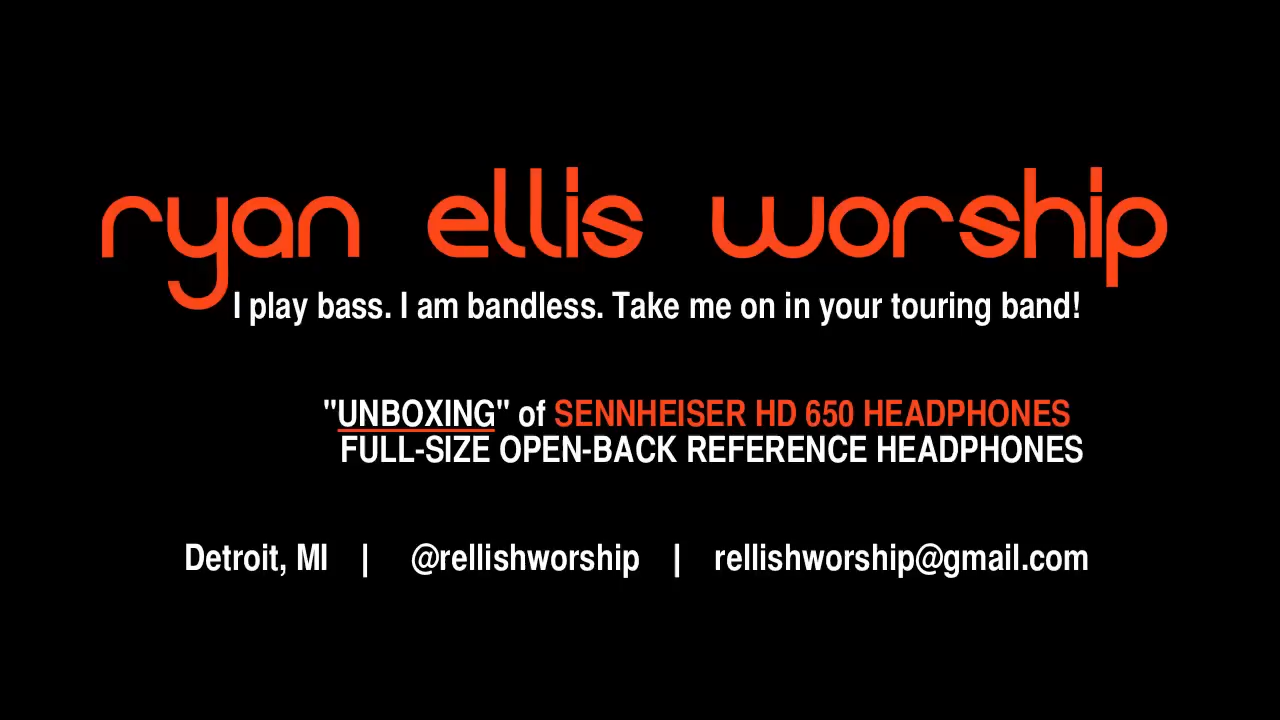 ryan ellis worship
I play bass. I am bandless. Take me on in your touring band!
"UNBOXING" of SENNHEISER HD 650 HEADPHONES
FULL-SIZE OPEN-BACK REFERENCE HEADPHONES
Detroit, MI | @rellishworship | rellishworship@gmail.com